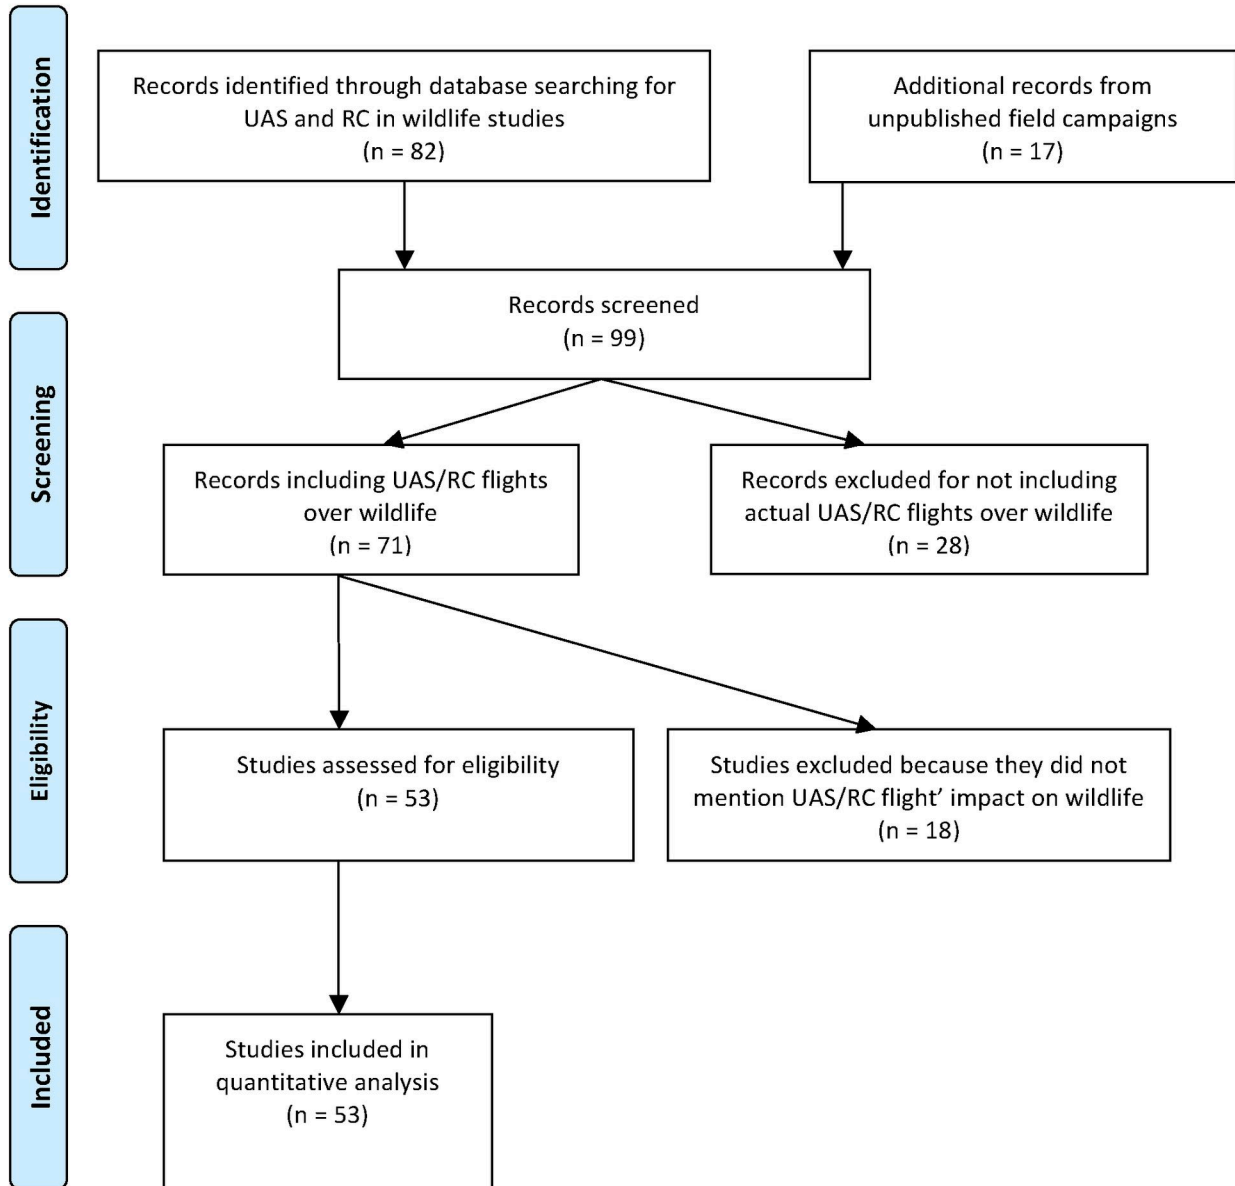 Identification
Records identified through database searching for
UAS and RC in wildlife studies
(n = 82)
Additional records from
unpublished field campaigns
(n = 17)
Screening
Records screened
(n = 99)
Records including UAS/RC flights
over wildlife
(n = 71)
Records excluded for not including
actual UAS/RC flights over wildlife
(n = 28)
Eligibility
Studies assessed for eligibility
(n = 53)
Studies excluded because they did not
mention UAS/RC flight’ impact on wildlife
(n = 18)
Included
Studies included in
quantitative analysis
(n = 53)